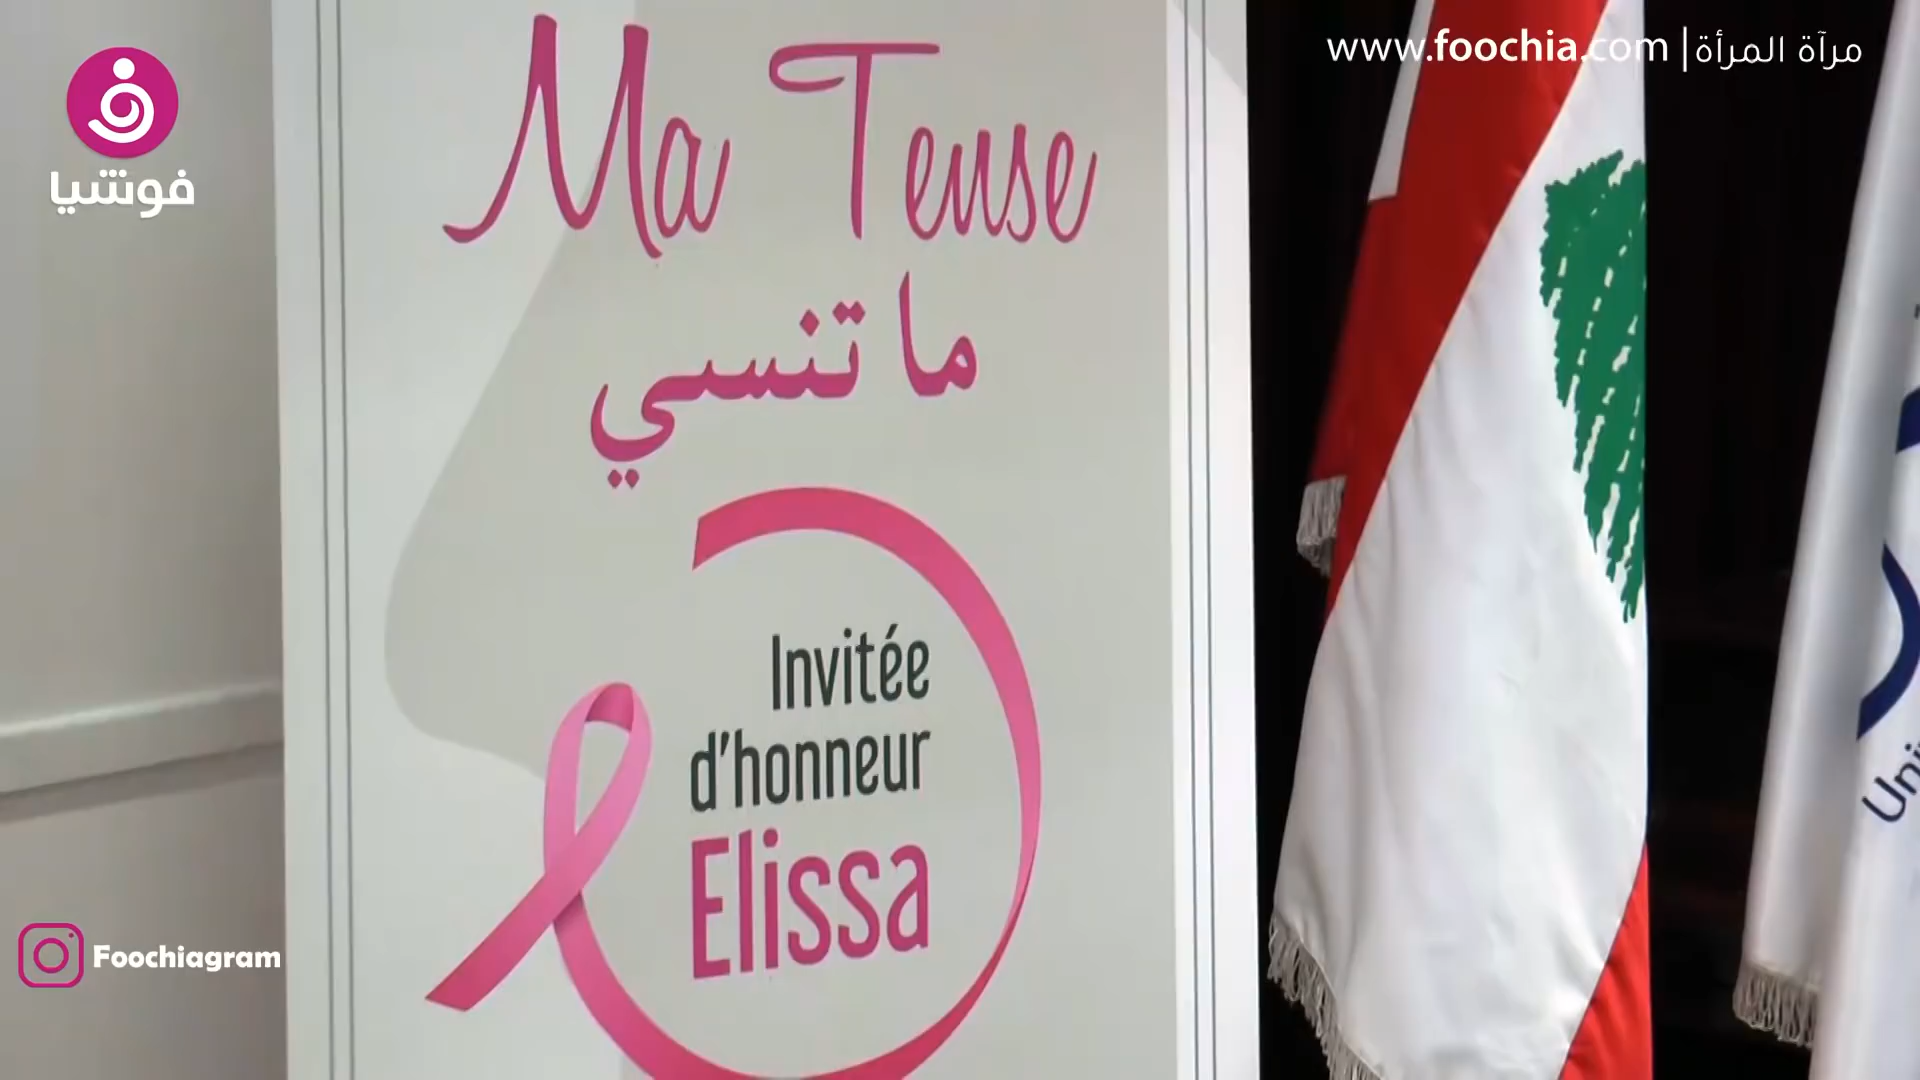 فوشيا
www.foochia.com | مرآة المرأة
Ma Tense
ما تنسي
Invitée
d'honneur
Elissa
Foochiagram